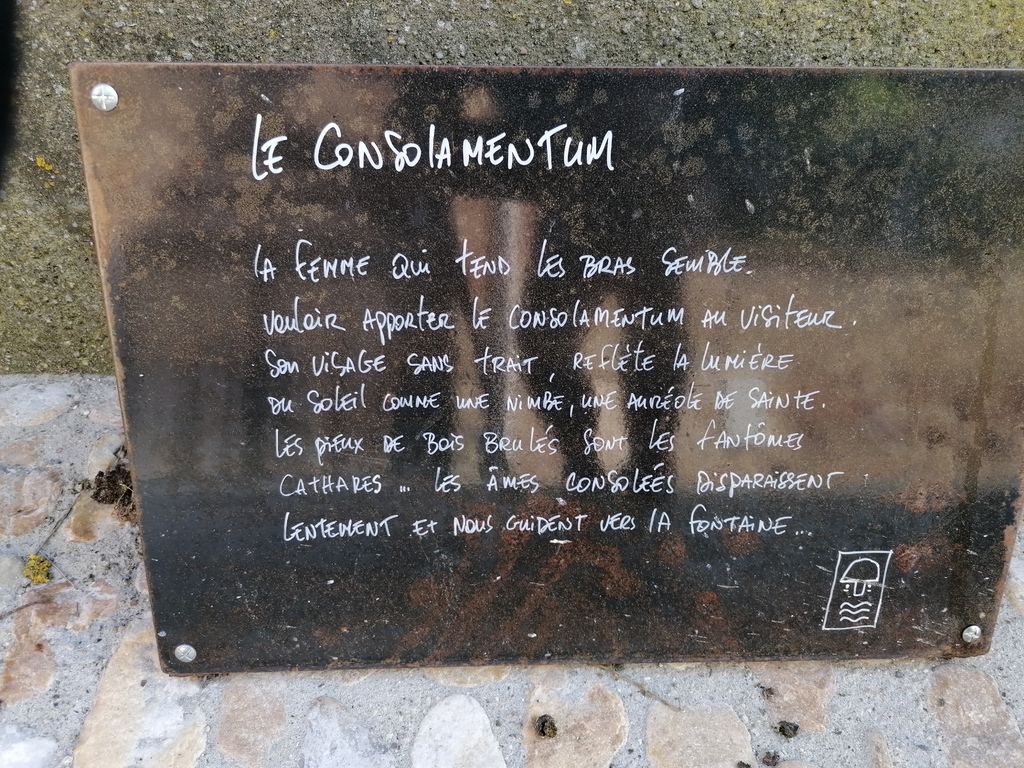 LE CONSOLAMENTUM
LA FEMME QUI TEND LES BRAS SEMBLE.
VOULOIR APPORTER LE CONSOLAMENTUM AU VISITEUR.
SON VISAGE SANS TRAIT, REFLÈTE LA LUMIÈRE
DU SOLEIL COMME UNE NIMBE, UNE AURÉOLE DE SAINTE.
LES PIEUX DE BOIS BRULÉS SONT LES FANTÔMES
CATHARES... LES ÂMES CONSOLEÉS DISPARAISSENT
LENTEMENT ET NOUS GUIDENT VERS LA FONTAINE...